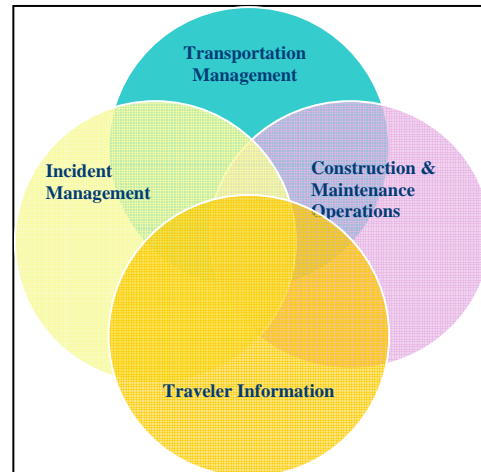 Transportation
Management
Incident
Management
Construction &
Maintenance
Operations
Traveler Information